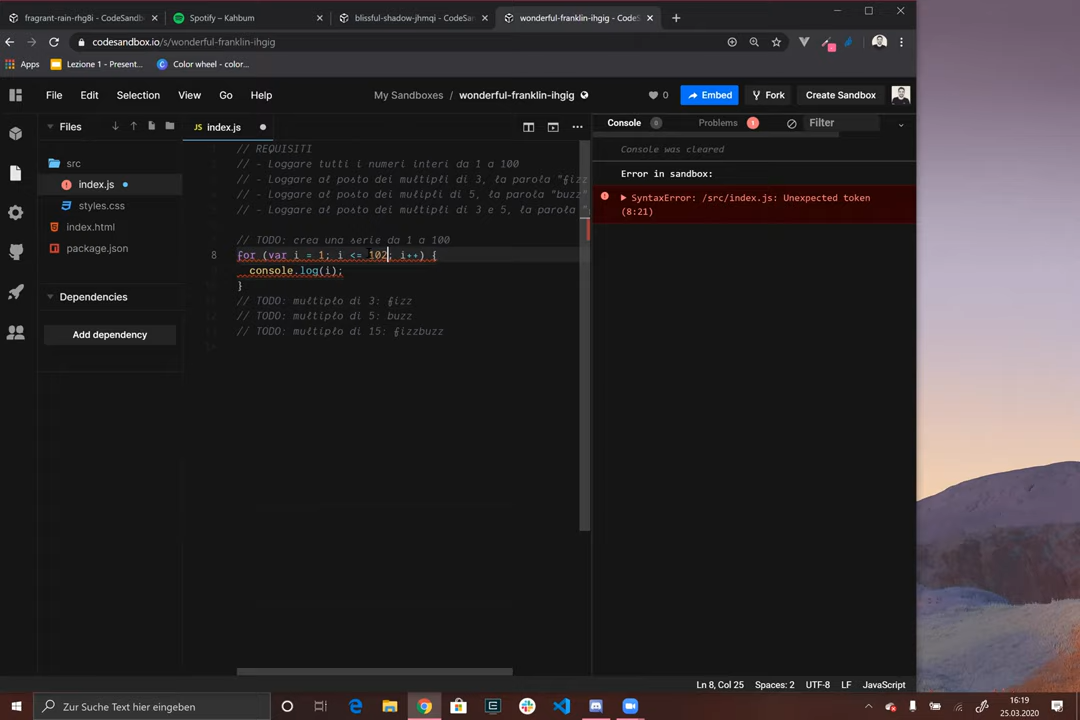 fragrant-rain-rhg8i - CodeSandb
Spotify – Kahbum
blissful-shadow-jhmqi - CodeSan
wonderful-franklin-ihgig - CodeS
codesandbox.io/s/wonderful-franklin-ihgig
Apps
Lezione 1 - Present...
Color wheel - color...
File
Edit
Selection
View
Go
Help
My Sandboxes / wonderful-franklin-ihgig
0
Embed
Fork
Create Sandbox
Files
src
index.js
styles.css
index.html
package.json
Dependencies
Add dependency
JS index.js
// REQUISITI
// - Loggare tutti i numeri interi da 1 a 100
// - Loggare al posto dei multipli di 3, la parola "fizz
// - Loggare al posto dei multipli di 5, la parola "buzz"
// - Loggare al posto dei multipli di 3 e 5, la parola "
// TODO: crea una serie da 1 a 100
8 for (var i = 1; i <= 102; i++) {
console.log(i);
}
// TODO: multiplo di 3: fizz
// TODO: multiplo di 5: buzz
// TODO: multiplo di 15: fizzbuzz
Console 0
Problems 1
Filter
Console was cleared
Error in sandbox:
SyntaxError: /src/index.js: Unexpected token
(8:21)
Ln 8, Col 25
Spaces: 2
UTF-8
LF
JavaScript
Zur Suche Text hier eingeben
16:19
25.03.2020